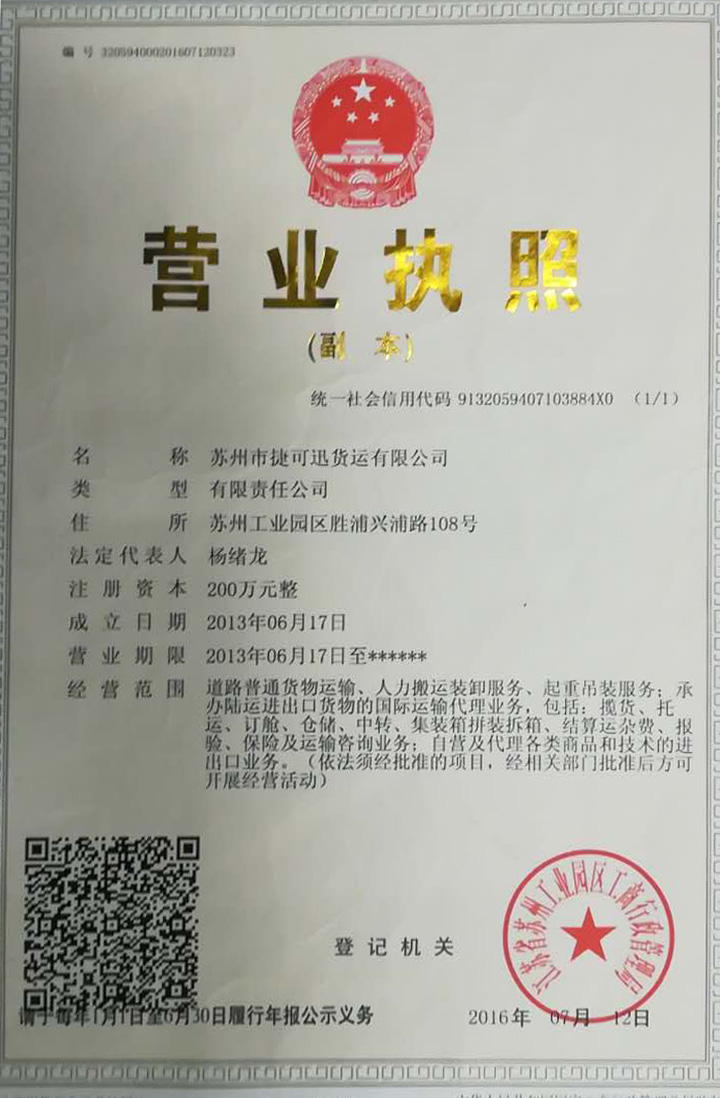 编 号 320594000201607120323
营业执照
(副 本)
统一社会信用代码 9132059407103884X0 （1/1）
名 称 苏州市捷可迅货运有限公司
类 型 有限责任公司
住 所 苏州工业园区胜浦兴浦路108号
法定代表人 杨绪龙
注册资本 200万元整
成立日期 2013年06月17日
营业期限 2013年06月17日至******
经营范围 道路普通货物运输、人力搬运装卸服务、起重吊装服务；承
办陆运进出口货物的国际运输代理业务，包括：揽货、托
运、订舱、仓储、中转、集装箱拼装拆箱、结算运杂费、报
验、保险及运输咨询业务；自营及代理各类商品和技术的进
出口业务。（依法须经批准的项目，经相关部门批准后方可
开展经营活动）
江苏省苏州工业园区工商行政管理局
登记机关
请于每年1月1日至6月30日履行年报公示义务
2016年 07月 12日